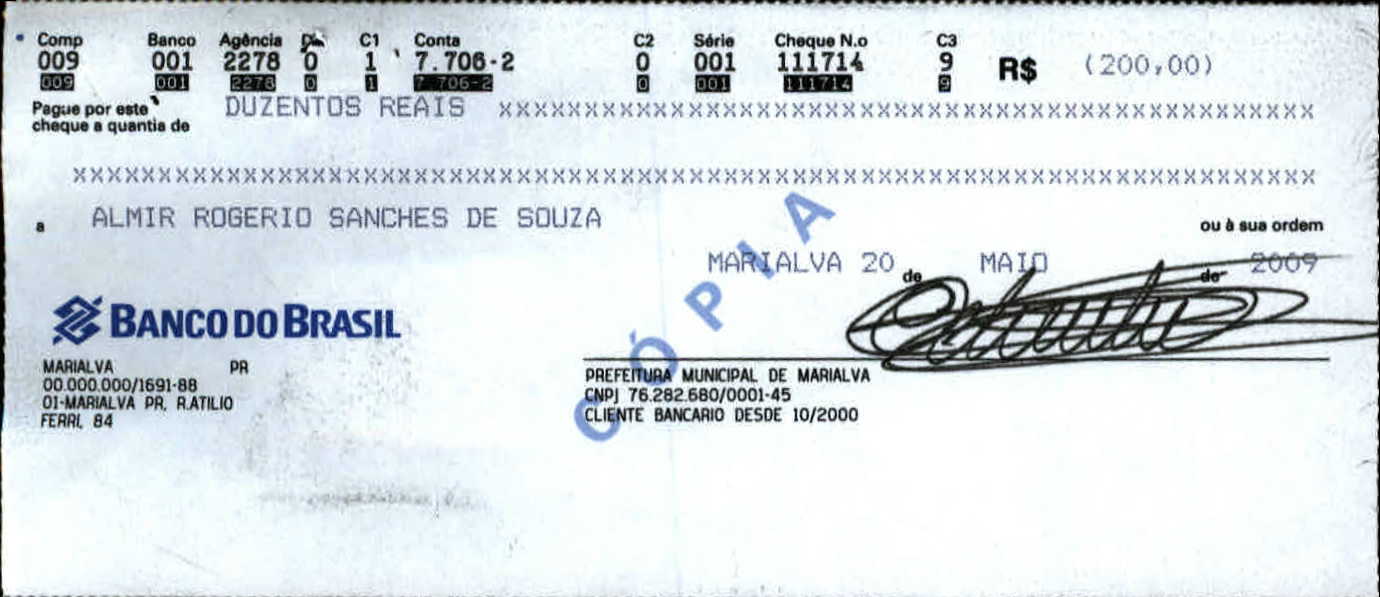 Comp Banco Agência C1 Conta C2 Série Cheque N.o C3
009 001 2278 0 1 7.706-2 0 001 111714 9 R$ (200,00)
009 001 2278 0 1 7 706-2 0 001 111714 9
Pague por este DUZENTOS REAIS XXXXXXXXXXXXXXXXXXXXXXXXXXXXXXXXXXXXXXXXXXXXXXXX
cheque a quantia de
XXXXXXXXXXXXXXXXXXXXXXXXXXXXXXXXXXXXXXXXXXXXXXXXXXXXXXXXXXXXXXXXXXXXXXXXX
a ALMIR ROGERIO SANCHES DE SOUZA ou à sua ordem
MARIALVA 20 de MAIO de 2009
CÓPIA
BANCO DO BRASIL
MARIALVA PR
00.000.000/1691-88
01-MARIALVA PR, R.ATILIO
FERRI, 84
PREFEITURA MUNICIPAL DE MARIALVA
CNPJ 76.282.680/0001-45
CLIENTE BANCARIO DESDE 10/2000